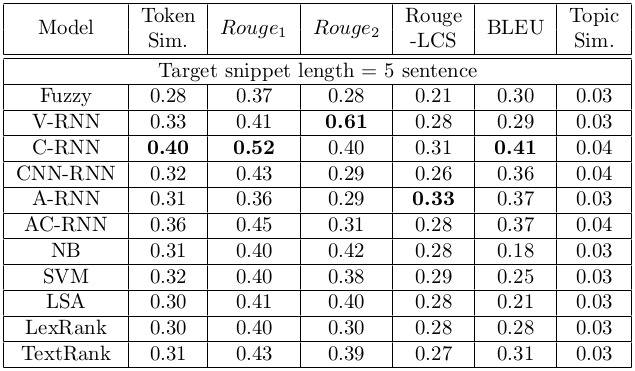 Model Token Sim. Rouge1 Rouge2 Rouge -LCS BLEU Topic Sim.
Target snippet length = 5 sentence
Fuzzy 0.28 0.37 0.28 0.21 0.30 0.03
V-RNN 0.33 0.41 0.61 0.28 0.29 0.03
C-RNN 0.40 0.52 0.40 0.31 0.41 0.04
CNN-RNN 0.32 0.43 0.29 0.26 0.36 0.04
A-RNN 0.31 0.36 0.29 0.33 0.37 0.03
AC-RNN 0.36 0.45 0.31 0.28 0.37 0.04
NB 0.31 0.40 0.42 0.28 0.18 0.03
SVM 0.32 0.40 0.38 0.29 0.25 0.03
LSA 0.30 0.41 0.40 0.28 0.21 0.03
LexRank 0.30 0.40 0.30 0.28 0.28 0.03
TextRank 0.31 0.43 0.39 0.27 0.31 0.03